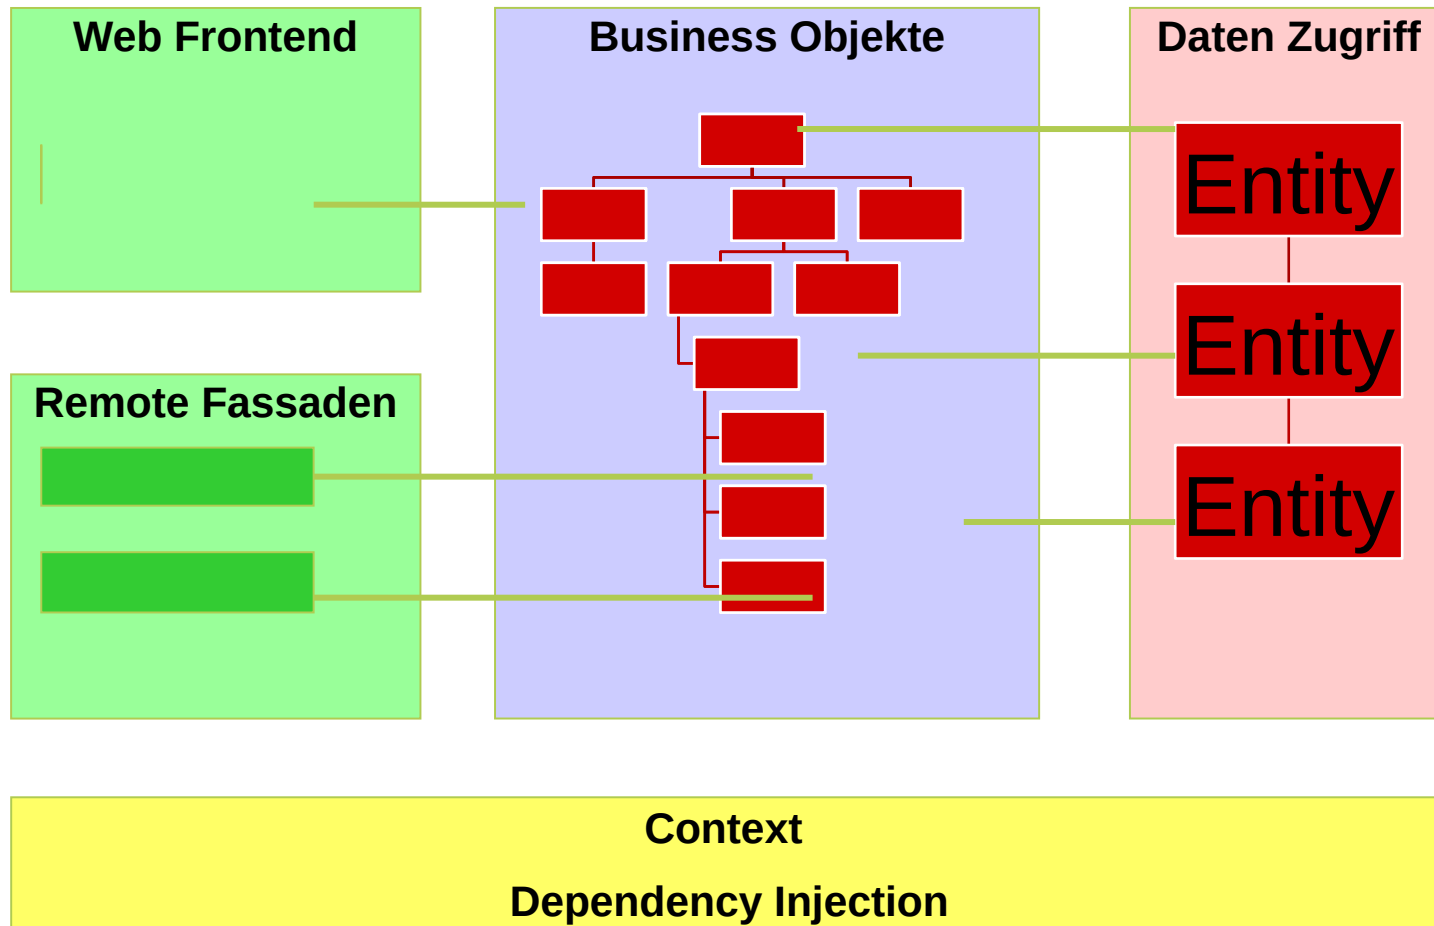 Web Frontend
Business Objekte
Daten Zugriff
Entity
Entity
Remote Fassaden
Entity
Context
Dependency Injection